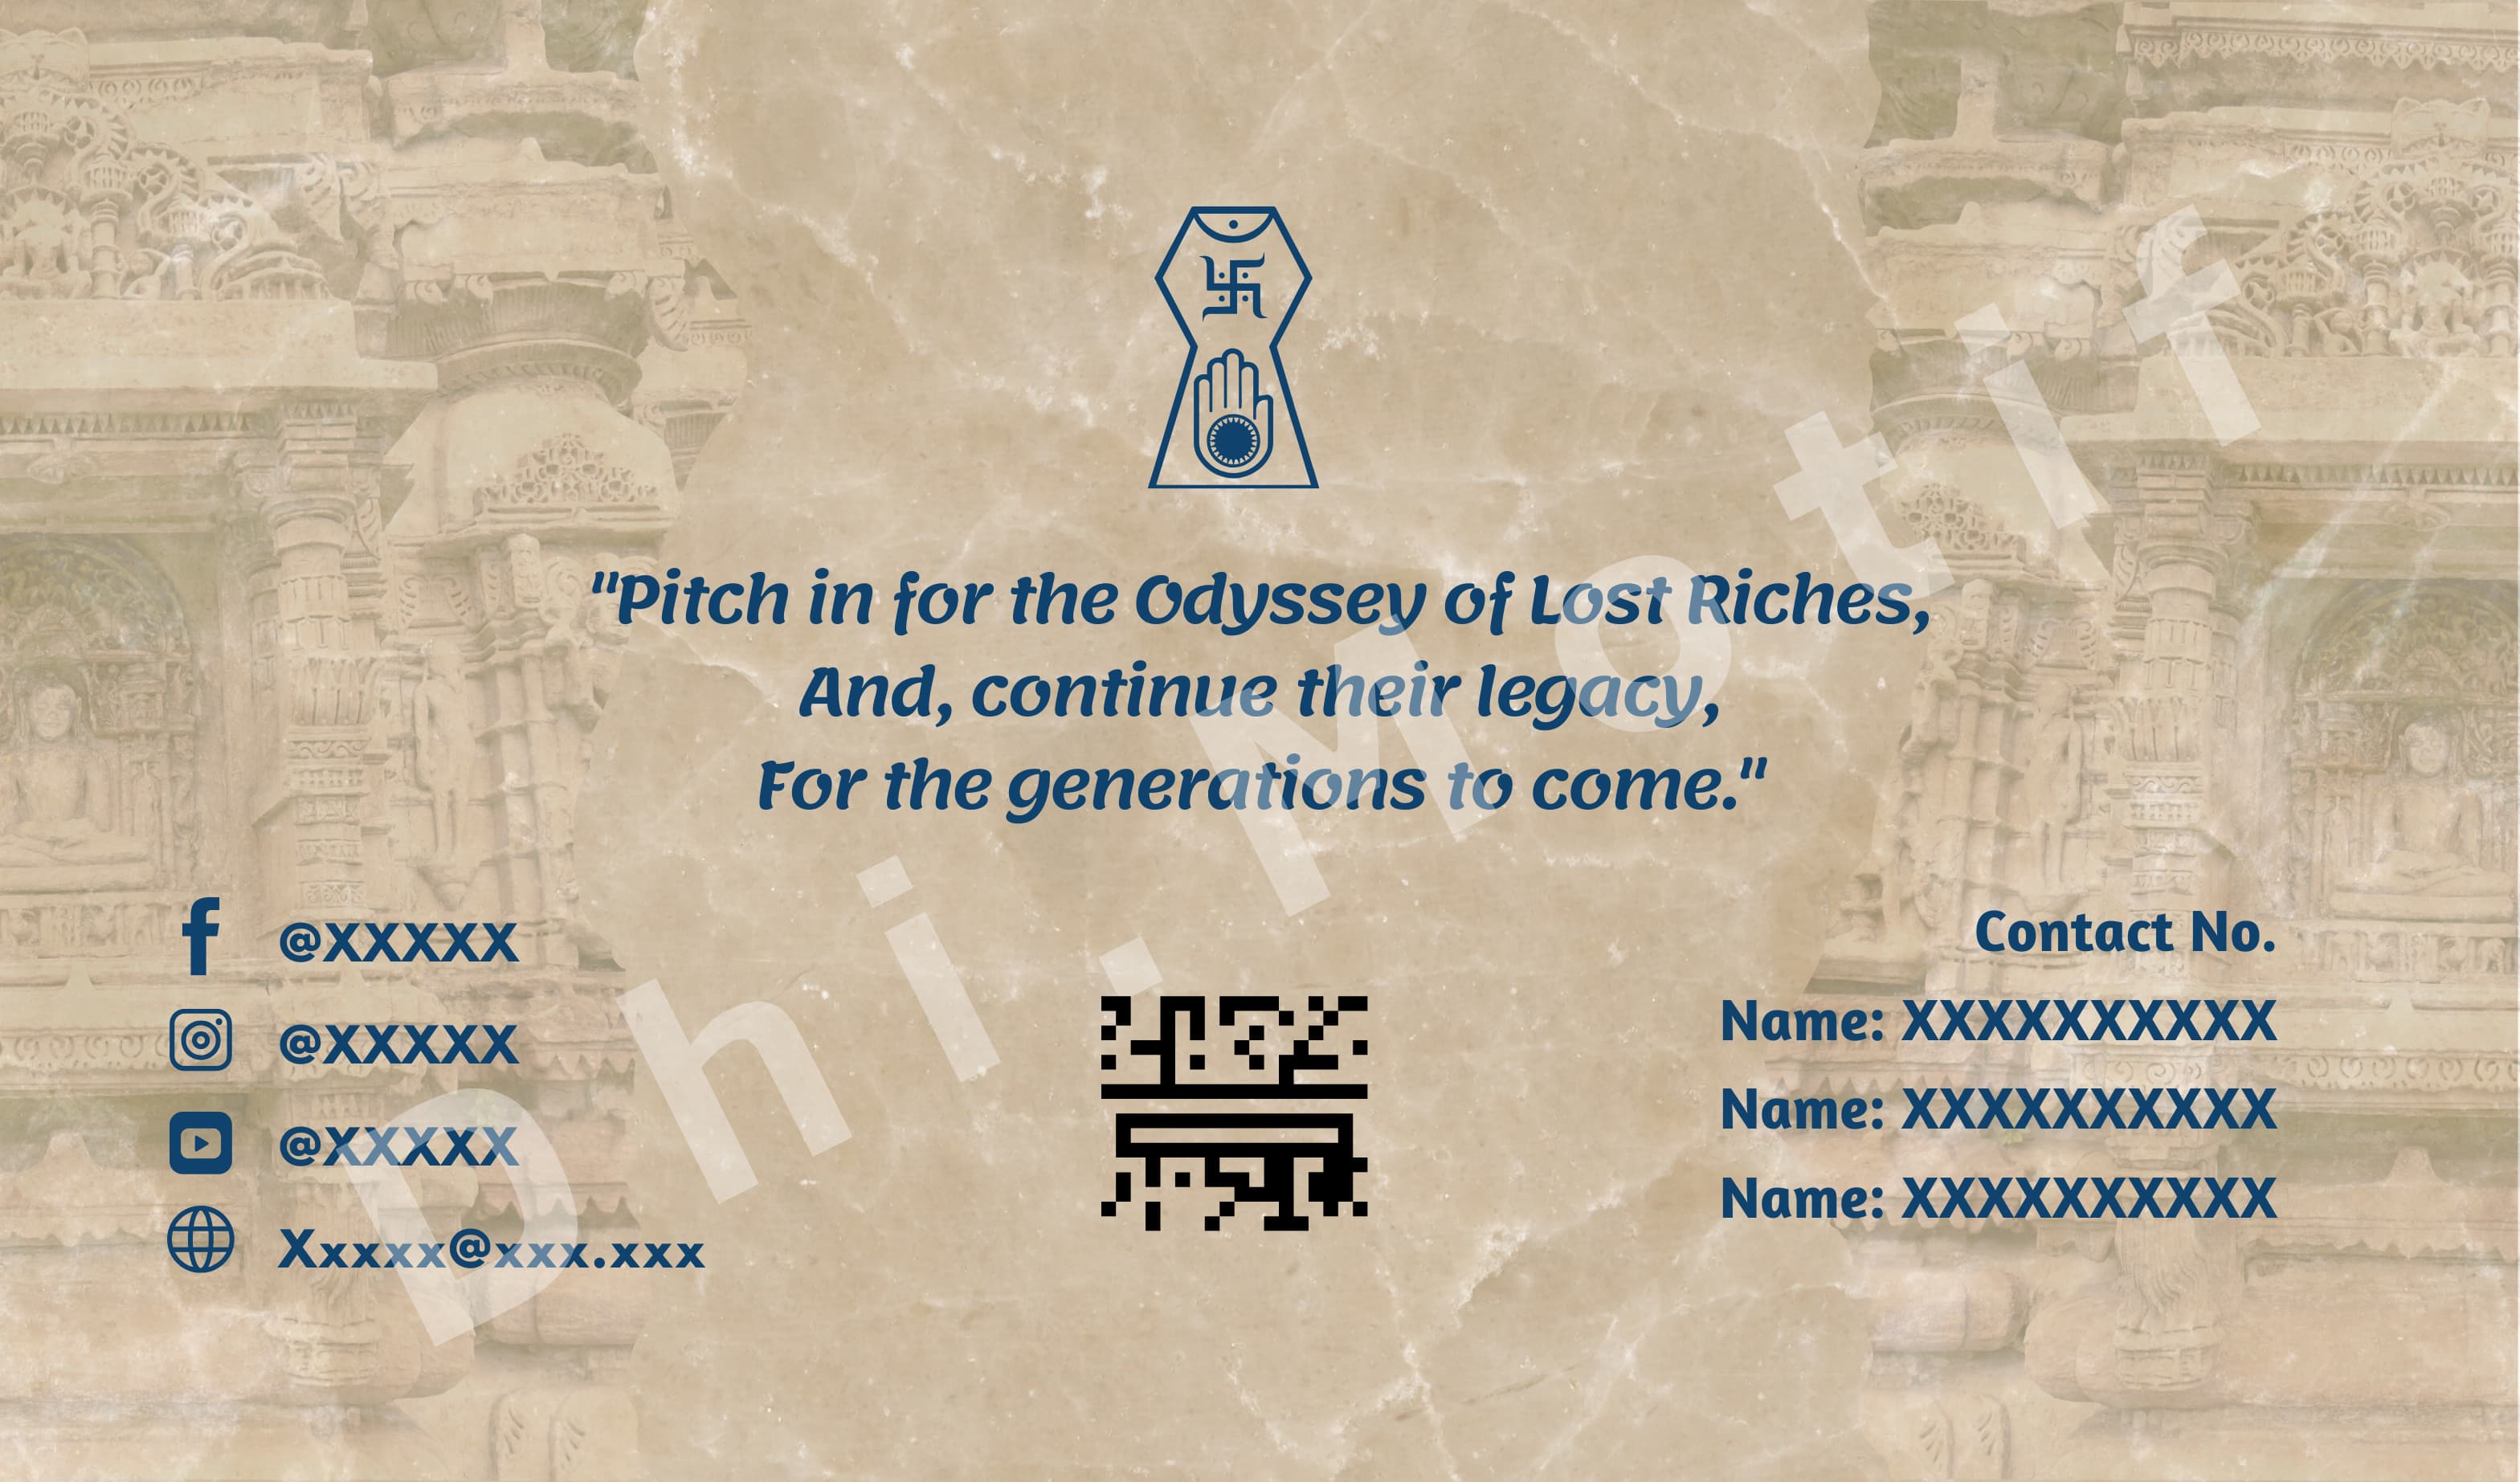 "Pitch in for the Odyssey of Lost Riches,
And, continue their legacy,
For the generations to come."
@XXXXX
@XXXXX
@XXXXX
Xxxxx@xxx.xxx
Contact No.
Name: XXXXXXXXXX
Name: XXXXXXXXXX
Name: XXXXXXXXXX
Dhi.Motif